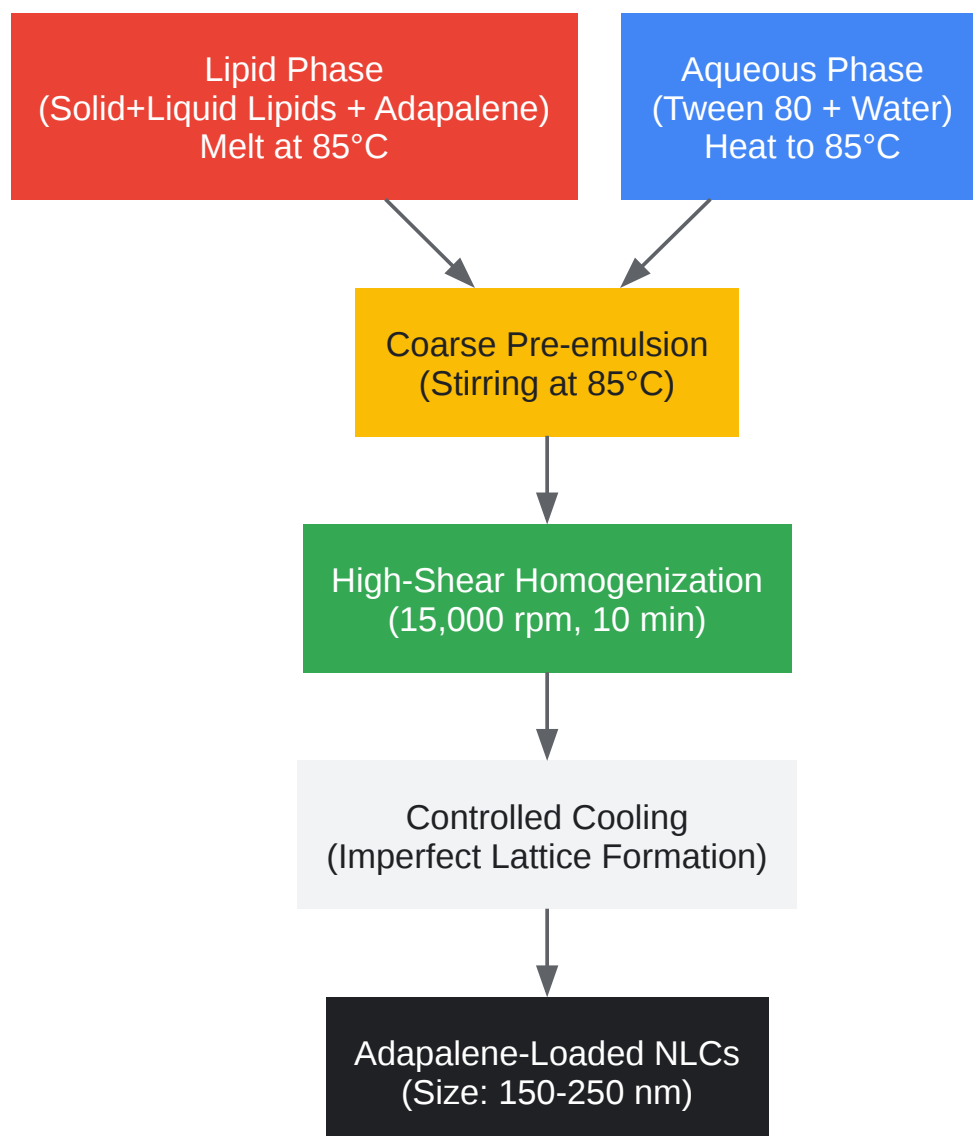 Lipid Phase
(Solid+Liquid Lipids + Adapalene)
Melt at 85°C
Aqueous Phase
(Tween 80 + Water)
Heat to 85°C
Coarse Pre-emulsion
(Stirring at 85°C)
High-Shear Homogenization
(15,000 rpm, 10 min)
Controlled Cooling
(Imperfect Lattice Formation)
Adapalene-Loaded NLCs
(Size: 150-250 nm)